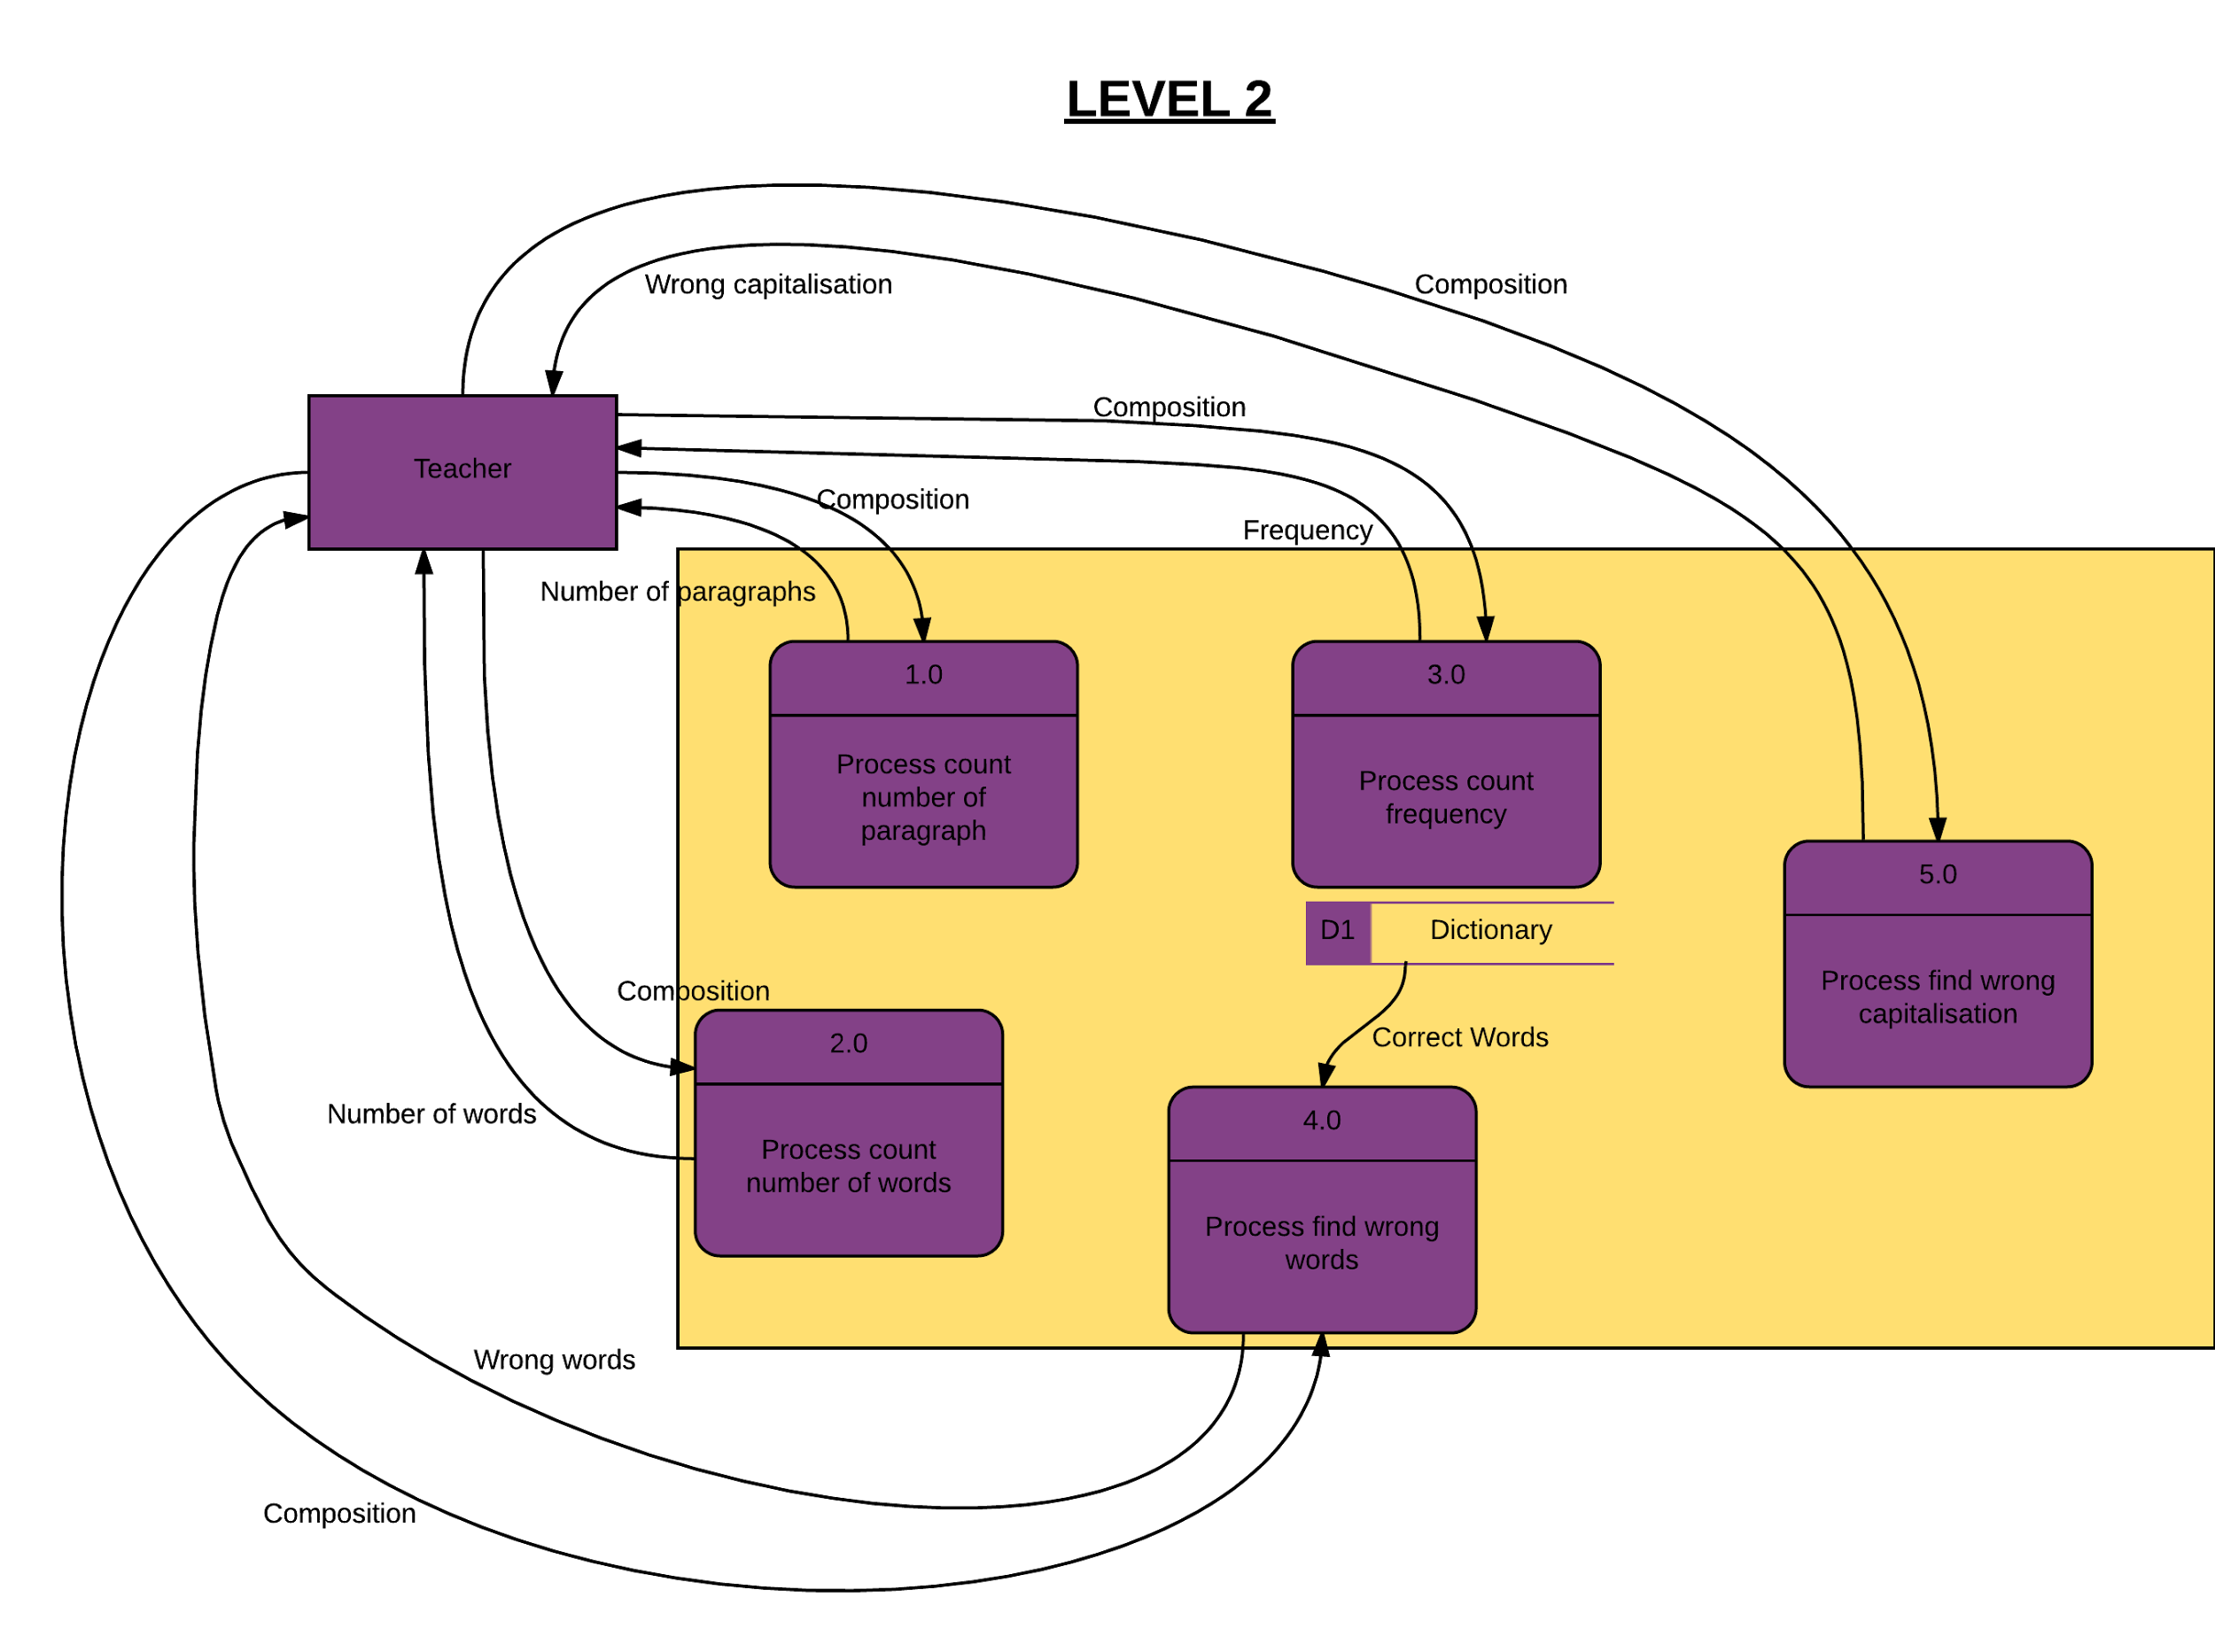 LEVEL 2
Wrong capitalisation
Composition
Composition
Teacher
Composition
Frequency
Number of paragraphs
1.0
Process count
number of
paragraph
3.0
Process count
frequency
5.0
Process find wrong
capitalisation
D1
Dictionary
Composition
Correct Words
2.0
Process count
number of words
Number of words
4.0
Process find wrong
words
Wrong words
Composition